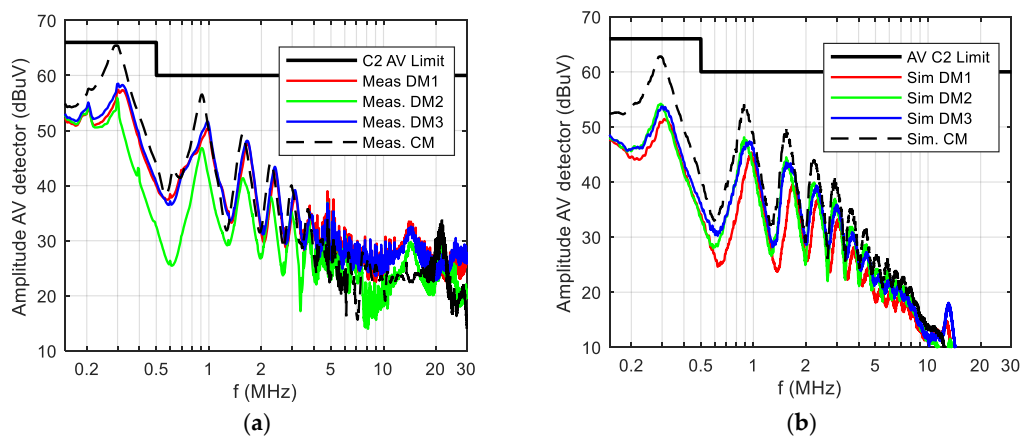 70
60
50
40
30
20
10
Amplitude AV detector (dBuV)
C2 AV Limit
Meas DM1
Meas. DM2
Meas. DM3
Meas. CM
0.2
0.5
1
2
5
10
20
30
f (MHz)
(a)
70
60
50
40
30
20
10
Amplitude AV detector (dBuV)
AV C2 Limit
Sim DM1
Sim DM2
Sim DM3
Sim. CM
0.2
0.5
1
2
5
10
20
30
f (MHz)
(b)